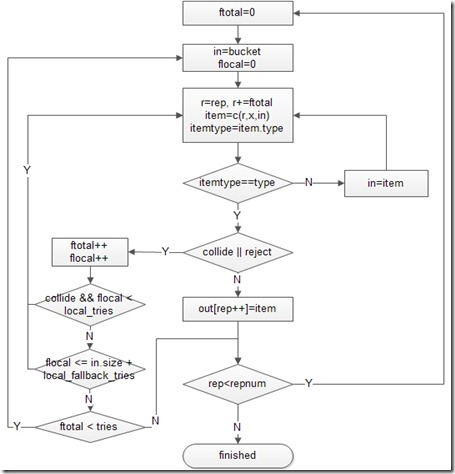 ftotal=0
in=bucket
flocal=0
r=rep, r+=ftotal
item=c(r,x,in)
itemtype=item.type
Y
itemtype==type
N
in=item
Y
ftotal++
flocal++
Y
collide || reject
N
collide && flocal <
local_tries
out[rep++]=item
N
flocal <= in.size +
local_fallback_tries
rep<repnum
Y
N
ftotal < tries
N
Y
N
finished